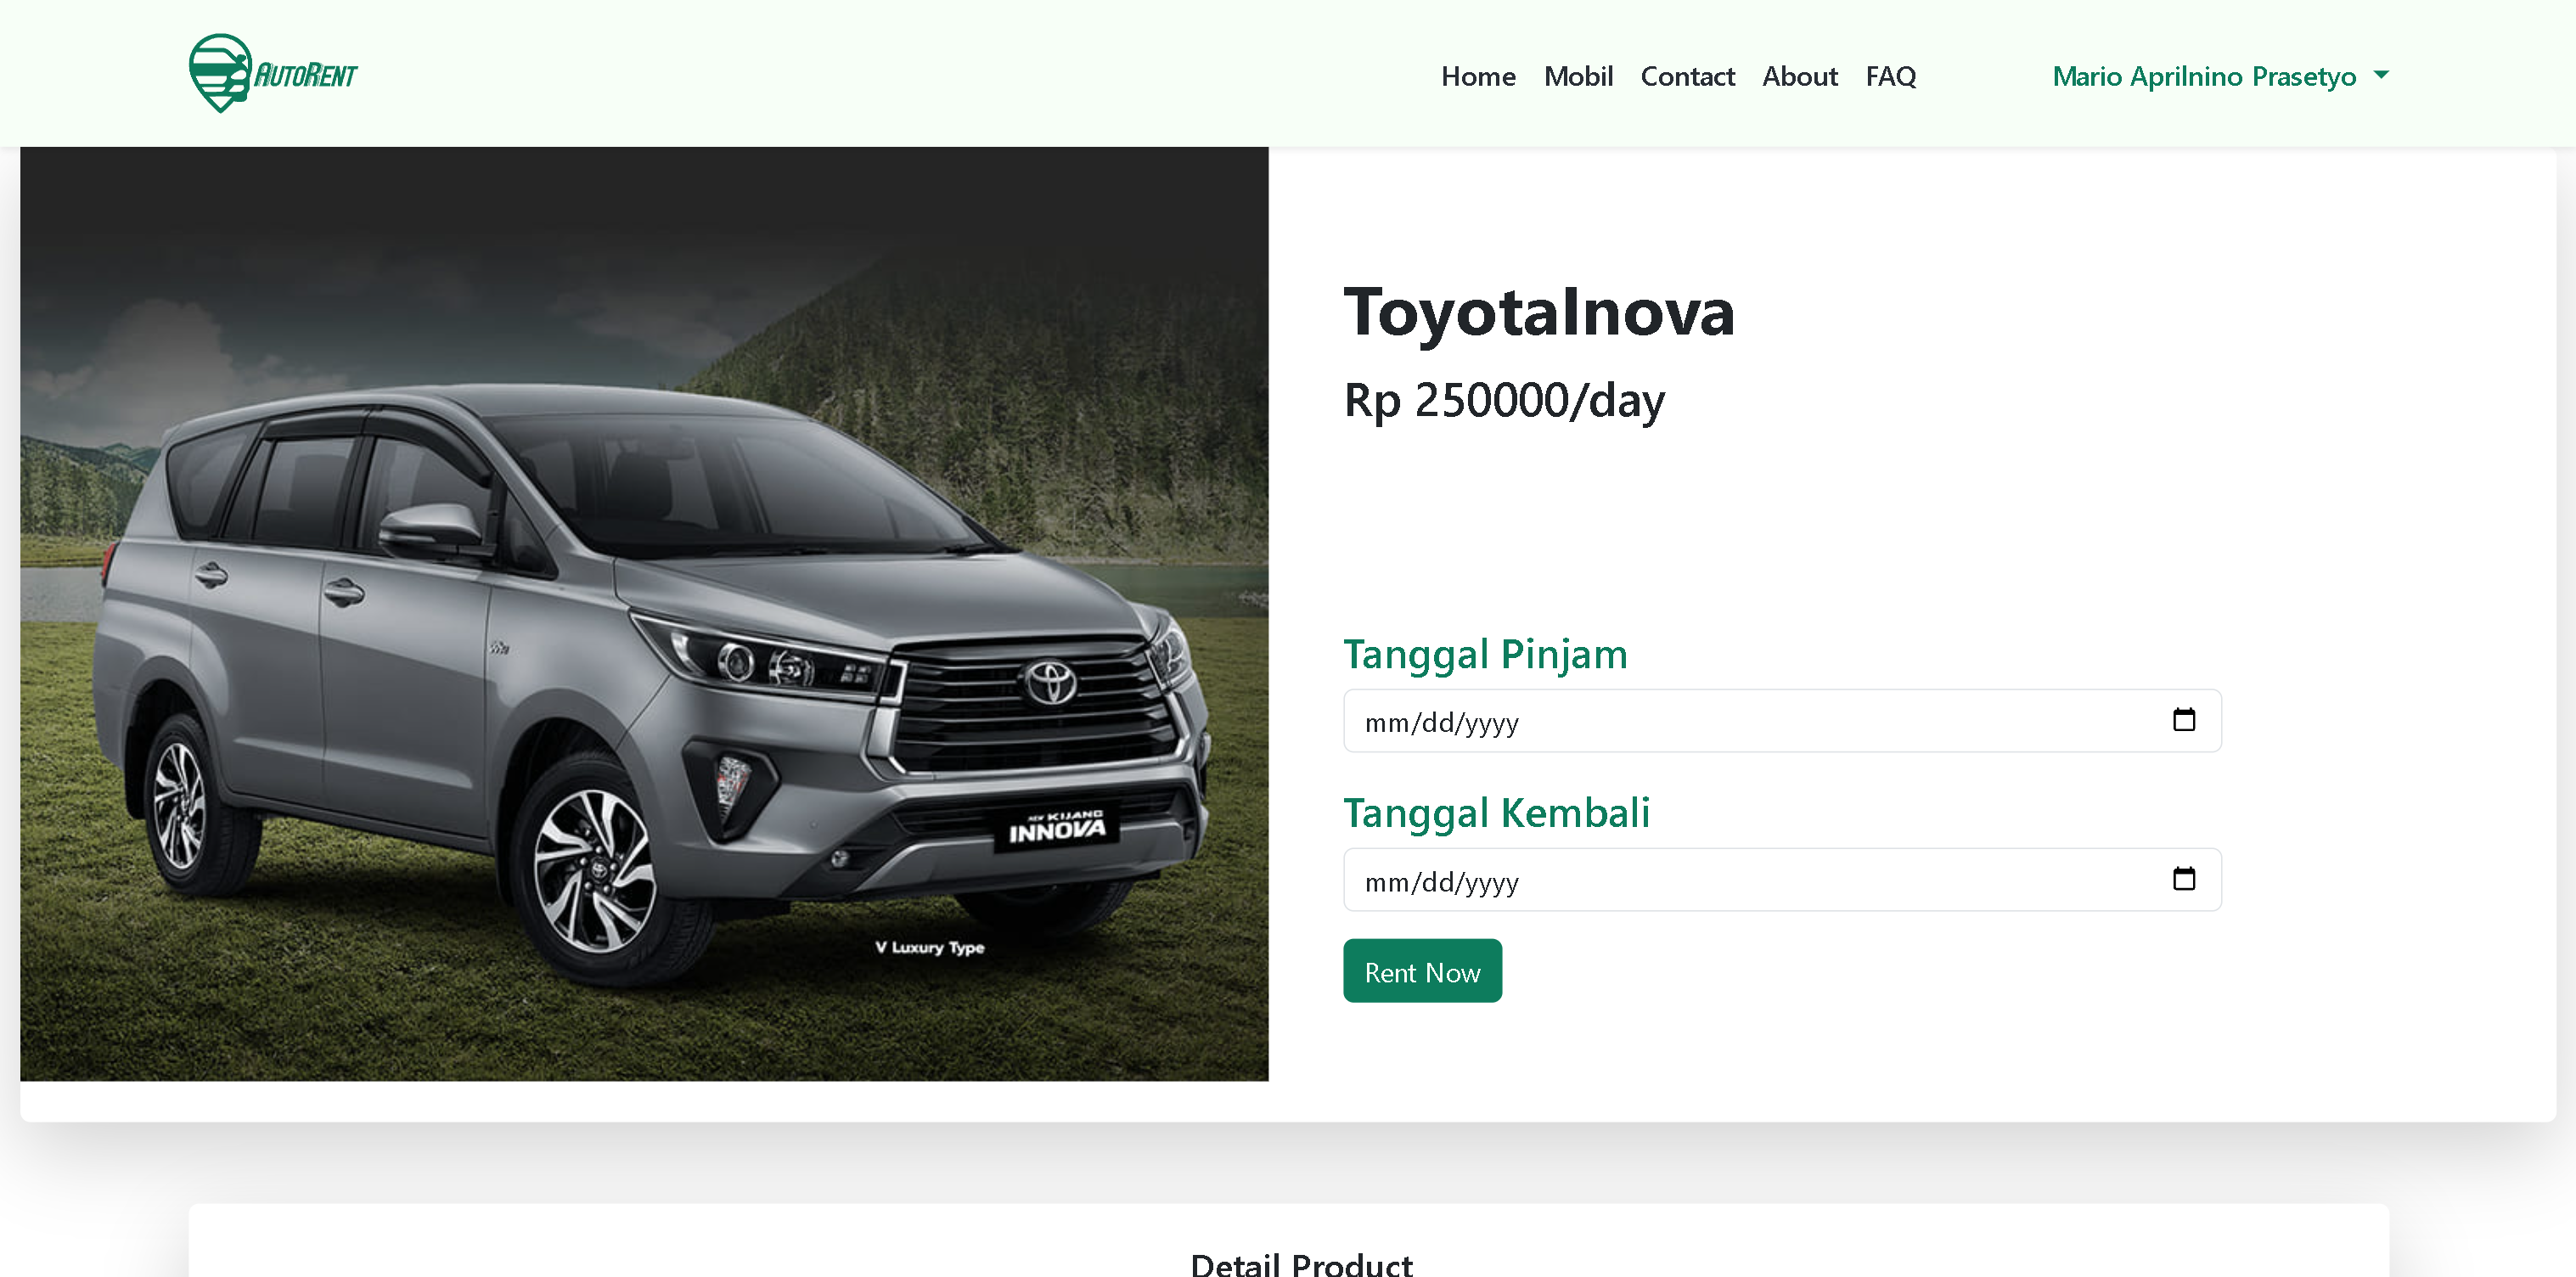 AUTORENT
Home Mobil Contact About FAQ Mario Aprilnino Prasetyo
ToyotaInova
Rp 250000/day
Tanggal Pinjam
mm/dd/yyyy
Tanggal Kembali
mm/dd/yyyy
Rent Now
NEW KIJANG
INNOVA
V Luxury Type
Detail Product